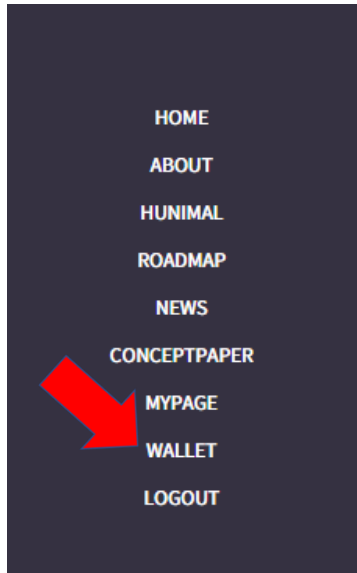 HOME
ABOUT
HUNIMAL
ROADMAP
NEWS
CONCEPTPAPER
MYPAGE
WALLET
LOGOUT